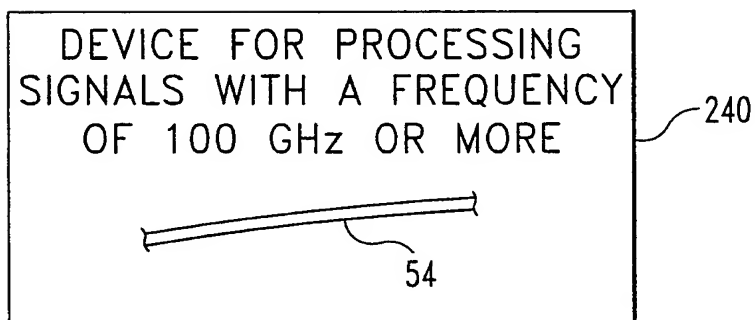 DEVICE FOR PROCESSING
SIGNALS WITH A FREQUENCY
OF 100 GHz OR MORE
240
54